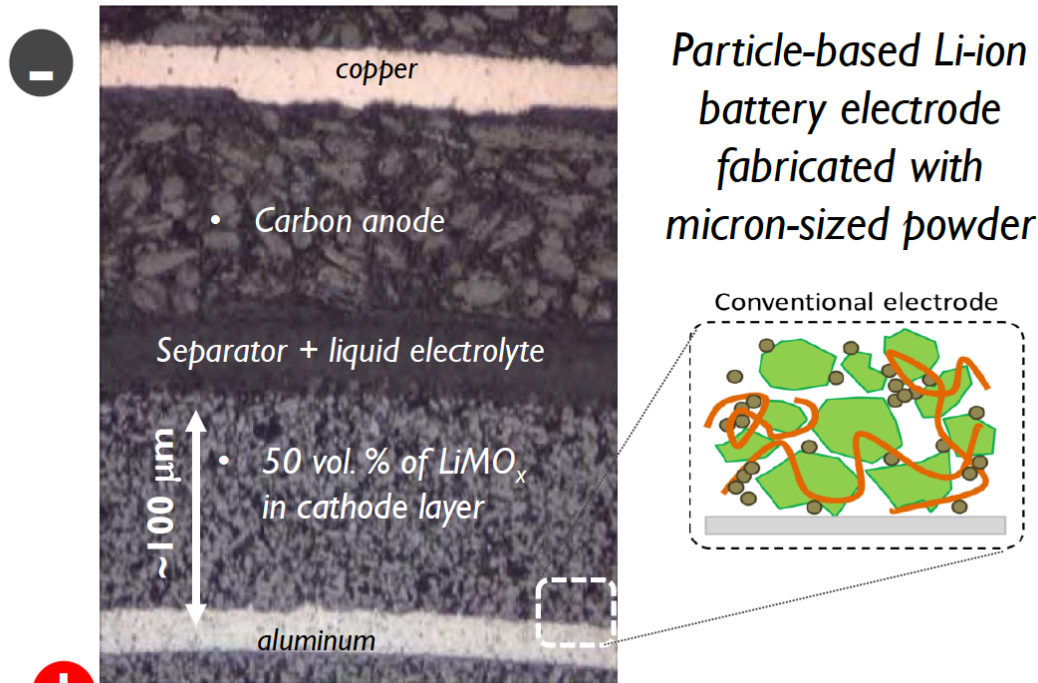 -
copper
Particle-based Li-ion
battery electrode
fabricated with
micron-sized powder
• Carbon anode
Conventional electrode
Separator + liquid electrolyte
~100 μm
• 50 vol. % of LiMOₓ
in cathode layer
aluminum
+